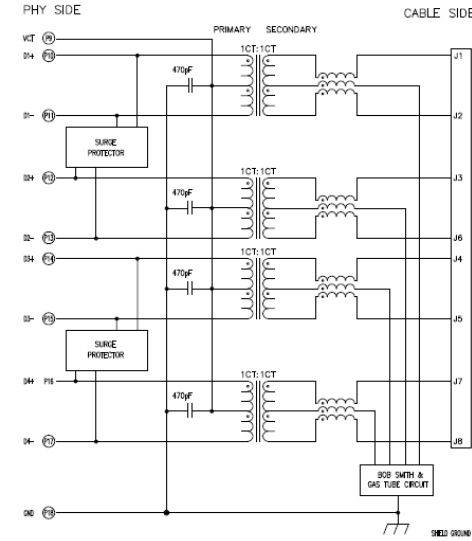 PHY SIDE
CABLE SIDE
PRIMARY SECONDARY
VCT P9
D1+ P10
1CT:1CT
J1
470pF
D1- P11
J2
SURGE
PROTECTOR
1CT:1CT
D2+ P12
J3
470pF
D2- P13
J6
1CT:1CT
D3+ P14
J4
470pF
D3- P15
J5
SURGE
PROTECTOR
1CT:1CT
D4+ P16
J7
470pF
D4- P17
J8
BOB SMITH &
GAS TUBE CIRCUIT
GND P18
SHIELD GROUND